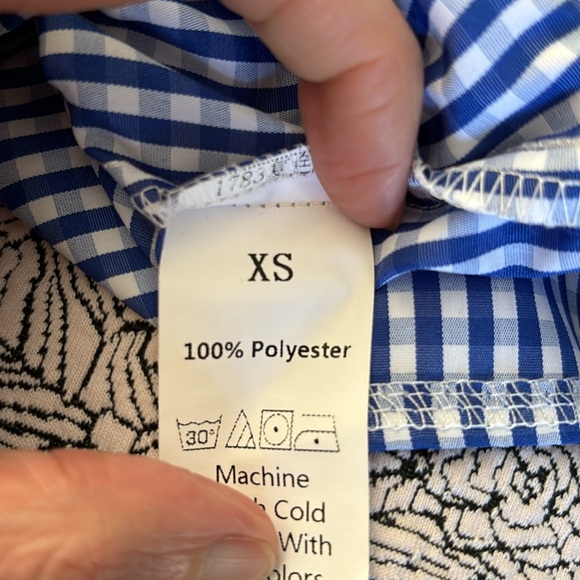 1783
XS
100% Polyester
30°
Machine
Cold
With